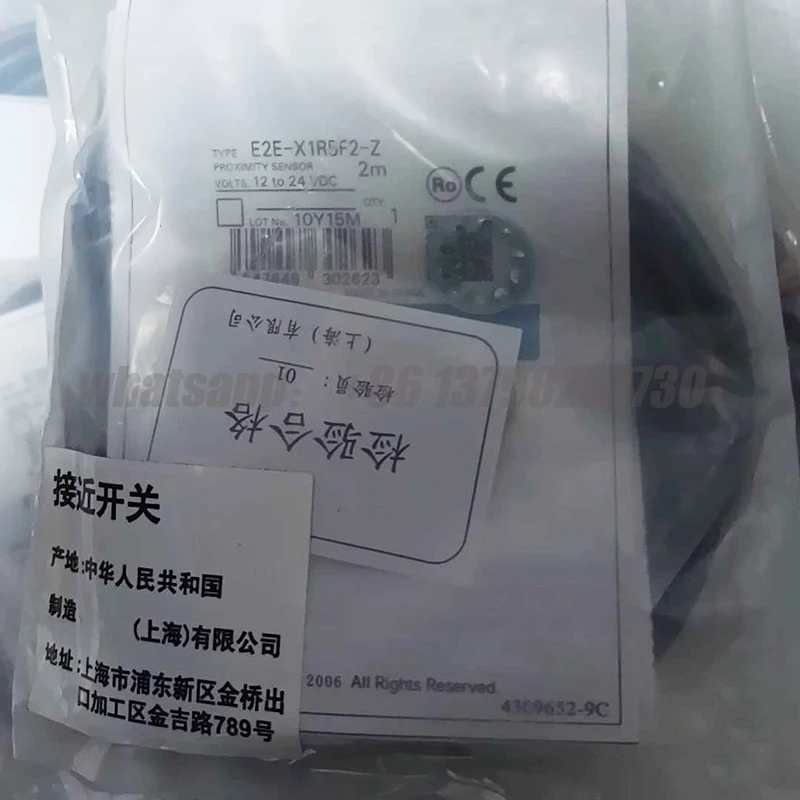 TYPE E2E-X1R5F2-Z
PROXIMITY SENSOR 2m
VOLTS. 12 to 24 VDC
QTY.
LOT No. 10Y15M 1
302623
(上海)有限公司
检验员: 01
检验合格
接近开关
产地:中华人民共和国
制造
(上海)有限公司
地址:上海市浦东新区金桥出
口加工区金吉路789号
2006 All Rights Reserved
4309652-9C